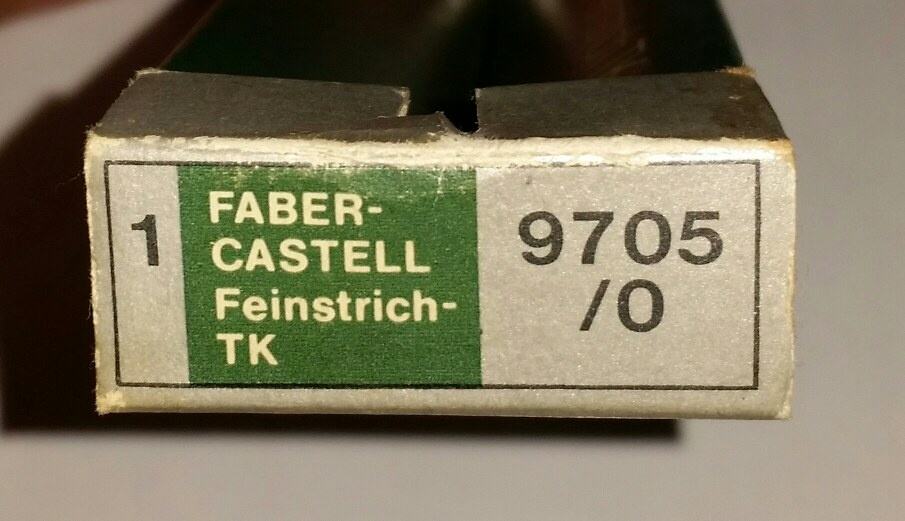 1
FABER-
CASTELL
Feinstrich-
TK
9705
/0